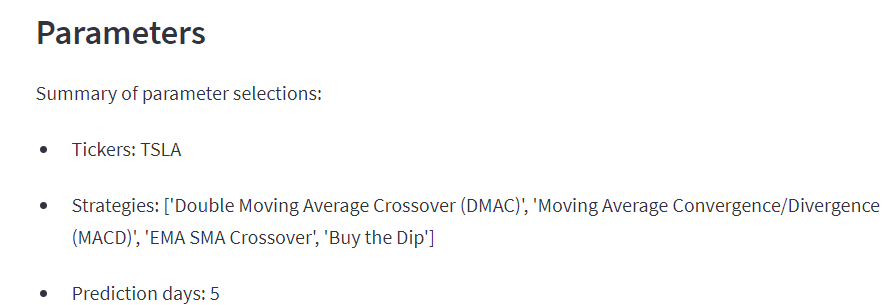 Parameters
Summary of parameter selections:
• Tickers: TSLA
• Strategies: ['Double Moving Average Crossover (DMAC)', 'Moving Average Convergence/Divergence
(MACD)', 'EMA SMA Crossover', 'Buy the Dip']
• Prediction days: 5